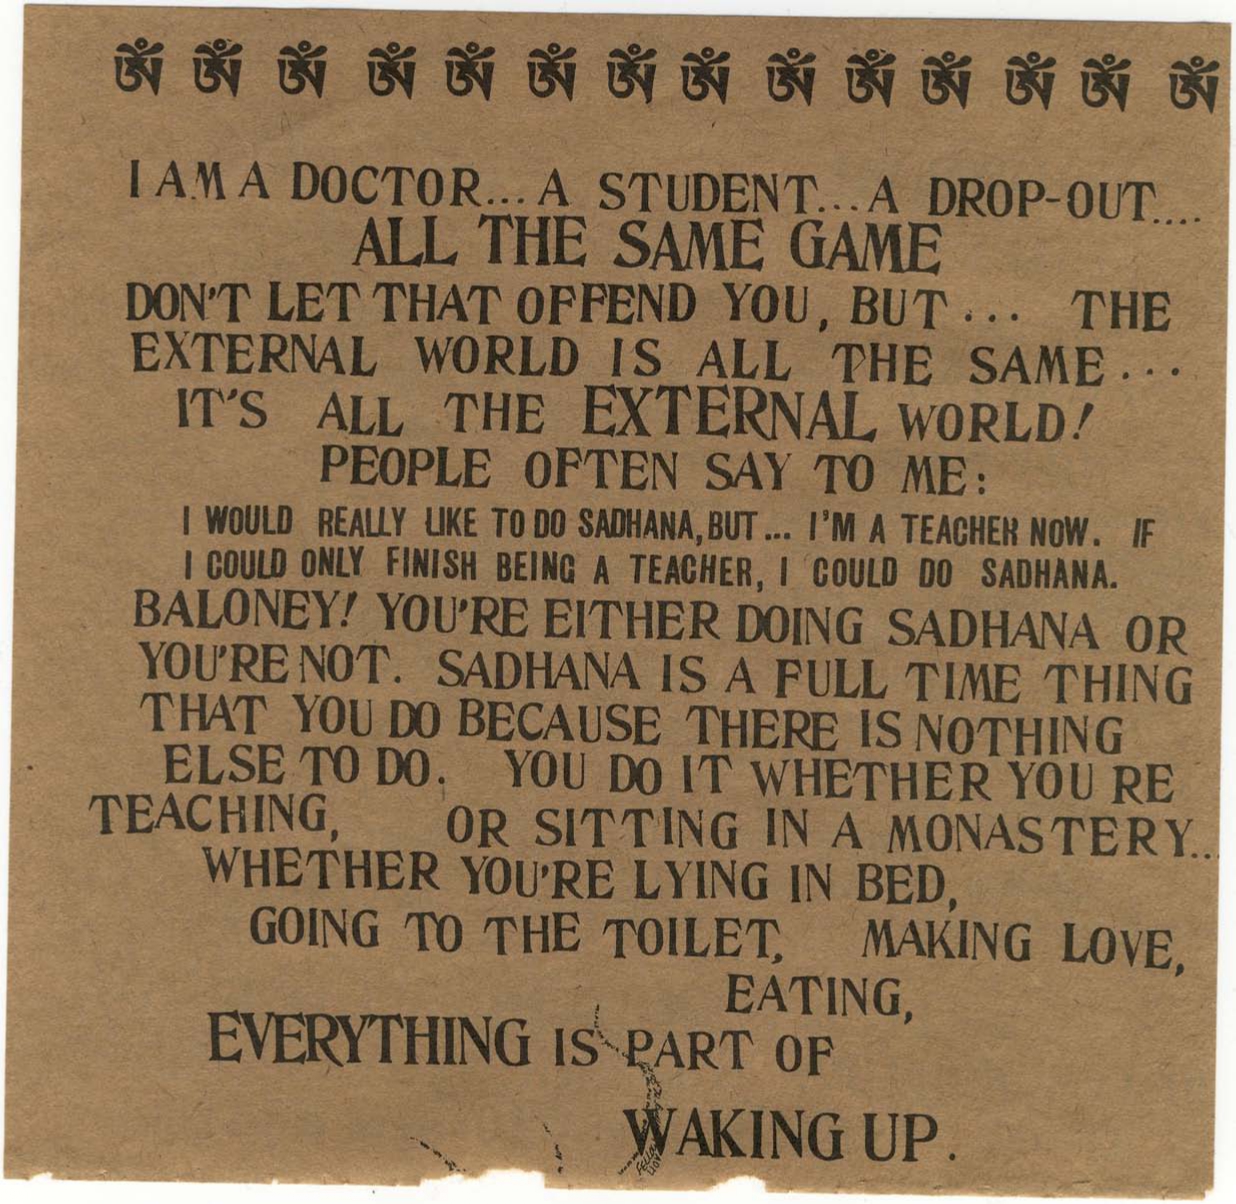 I AM A DOCTOR... A STUDENT... A DROP-OUT....
ALL THE SAME GAME
DON'T LET THAT OFFEND YOU, BUT... THE
EXTERNAL WORLD IS ALL THE SAME...
IT'S ALL THE EXTERNAL WORLD!
PEOPLE OFTEN SAY TO ME:
I WOULD REALLY LIKE TO DO SADHANA, BUT... I'M A TEACHER NOW. IF
I COULD ONLY FINISH BEING A TEACHER, I COULD DO SADHANA.
BALONEY! YOU'RE EITHER DOING SADHANA OR
YOU'RE NOT. SADHANA IS A FULL TIME THING
THAT YOU DO BECAUSE THERE IS NOTHING
ELSE TO DO. YOU DO IT WHETHER YOU RE
TEACHING, OR SITTING IN A MONASTERY...
WHETHER YOU'RE LYING IN BED,
GOING TO THE TOILET, MAKING LOVE,
EATING,
EVERYTHING IS PART OF
WAKING UP.